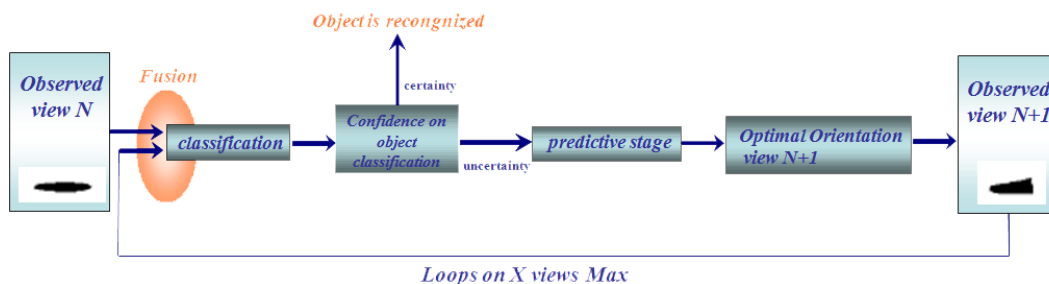 Object is recongnized
Fusion
Observed
view N
certainty
classification
Confidence on
object
classification
uncertainty
predictive stage
Optimal Orientation
view N+1
Observed
view N+1
Loops on X views Max